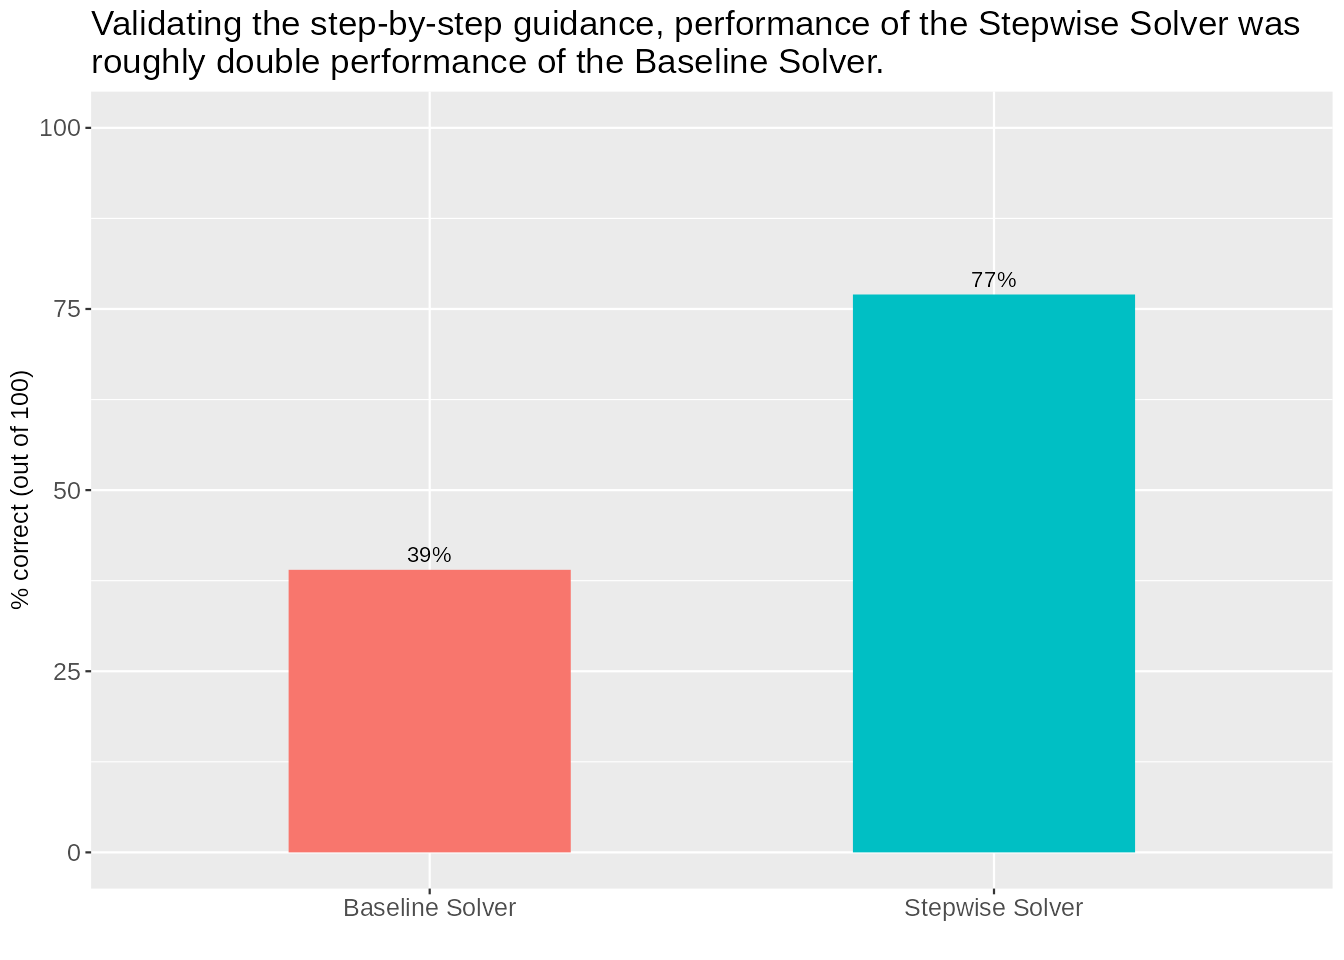 Validating the step-by-step guidance, performance of the Stepwise Solver was
roughly double performance of the Baseline Solver.
% correct (out of 100)
100
75
50
25
0
39%
77%
Baseline Solver
Stepwise Solver